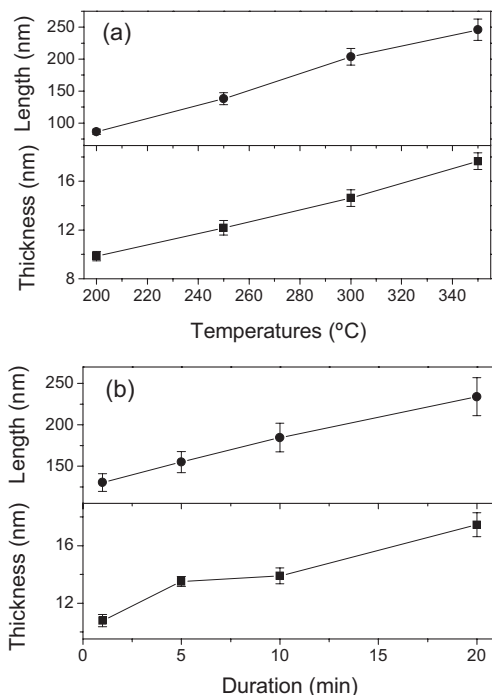 (a)
Length (nm)
250
200
150
100
Thickness (nm)
16
12
8
200 220 240 260 280 300 320 340
Temperatures (ºC)
(b)
Length (nm)
250
200
150
Thickness (nm)
16
12
0 5 10 15 20
Duration (min)